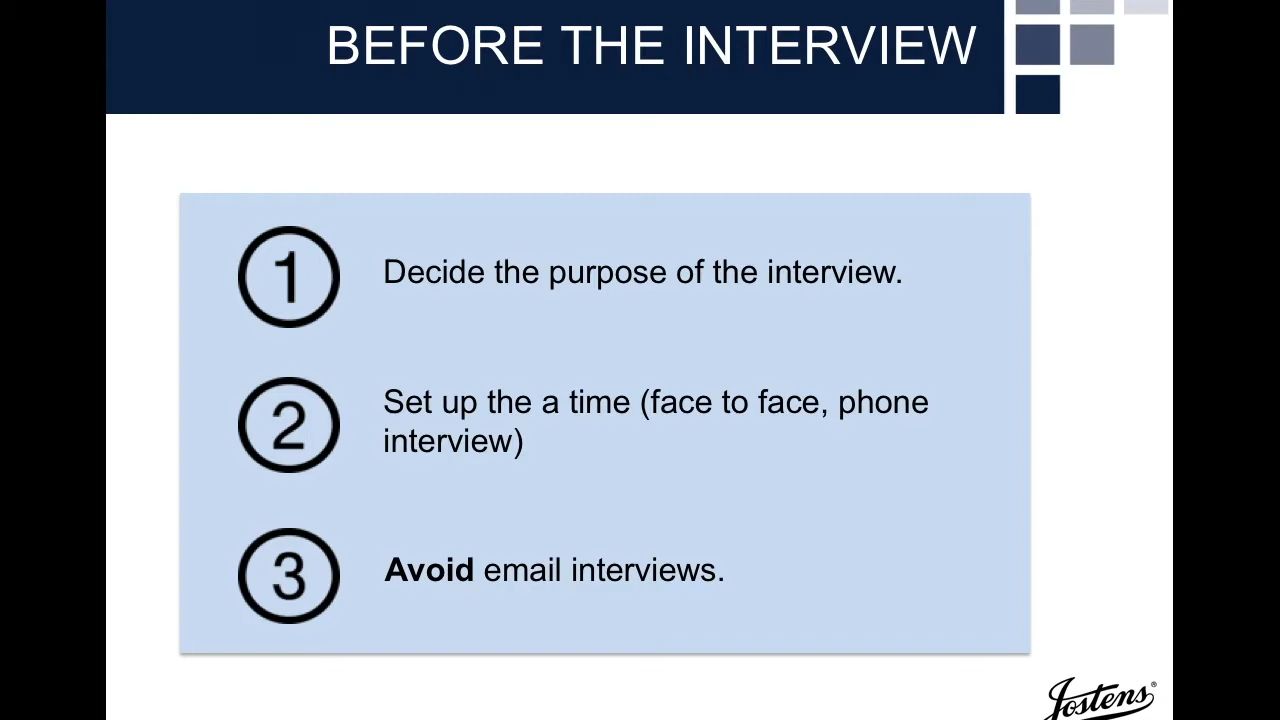 BEFORE THE INTERVIEW
1
Decide the purpose of the interview.
2
Set up the a time (face to face, phone
interview)
3
Avoid email interviews.
Jostens®